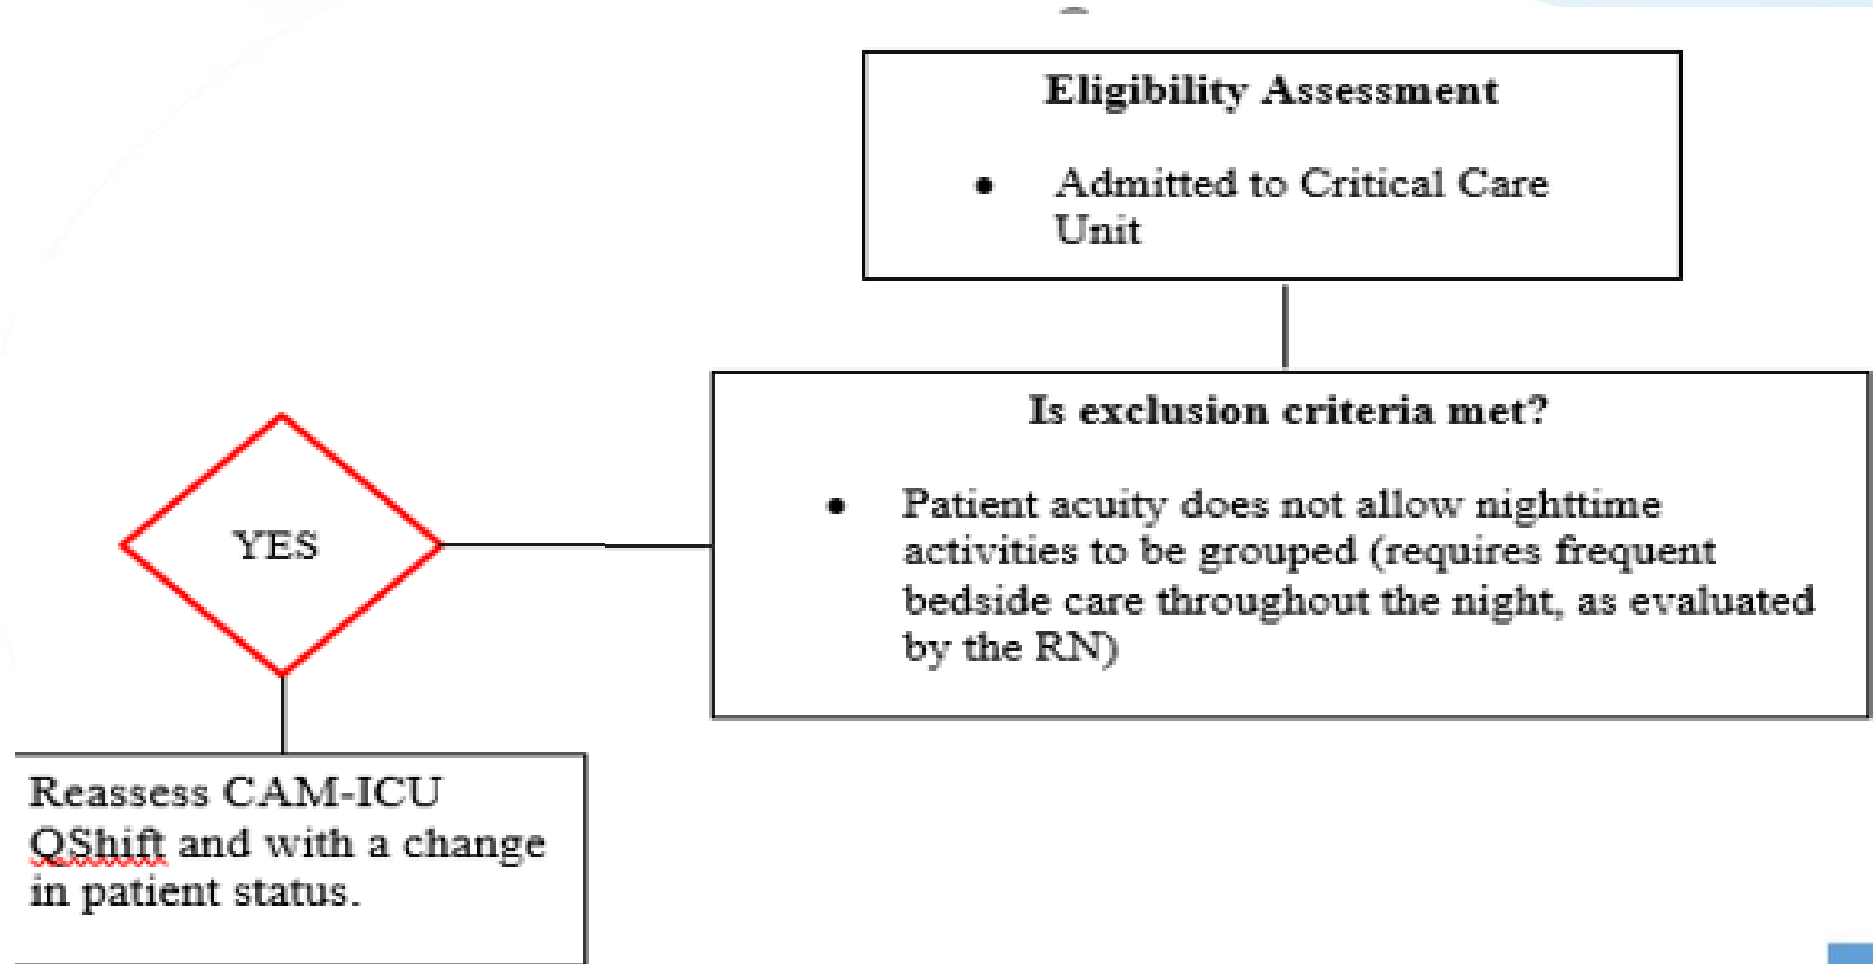 Eligibility Assessment
• Admitted to Critical Care
Unit
Is exclusion criteria met?
• Patient acuity does not allow nighttime
activities to be grouped (requires frequent
bedside care throughout the night, as evaluated
by the RN)
YES
Reassess CAM-ICU
QShift and with a change
in patient status.